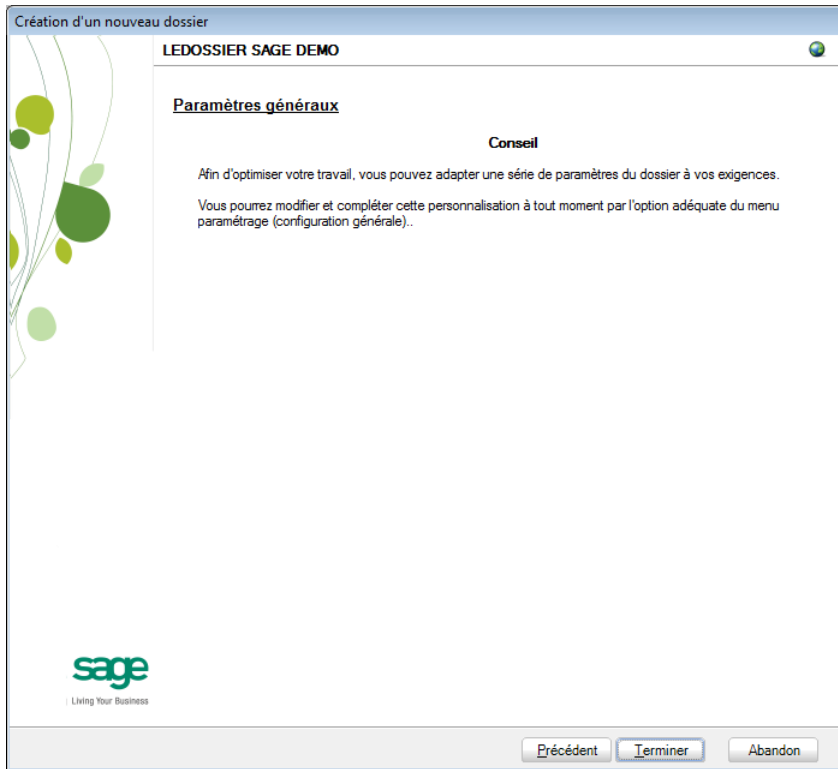 Création d'un nouveau dossier
LEDOSSIER SAGE DEMO
Paramètres généraux
Conseil
Afin d'optimiser votre travail, vous pouvez adapter une série de paramètres du dossier à vos exigences.
Vous pourrez modifier et compléter cette personnalisation à tout moment par l'option adéquate du menu
paramétrage (configuration générale)..
sage
Living Your Business
Précédent
Terminer
Abandon